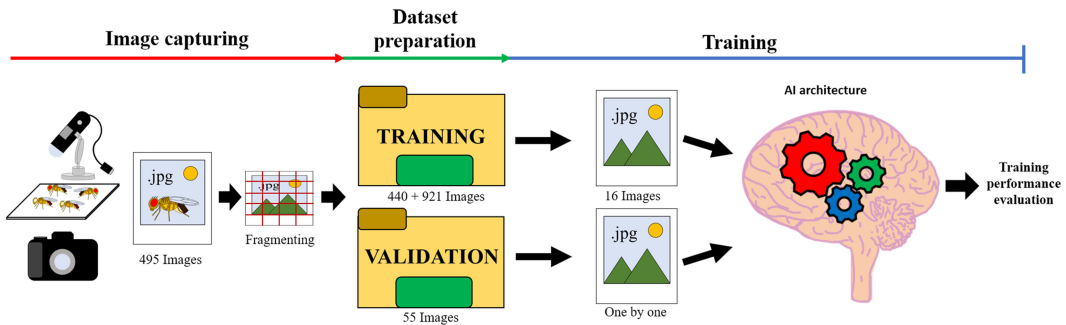 Image capturing
Dataset
preparation
Training
.jpg
495 Images
.jpg
Fragmenting
TRAINING
440 + 921 Images
VALIDATION
55 Images
.jpg
16 Images
.jpg
One by one
AI architecture
Training
performance
evaluation